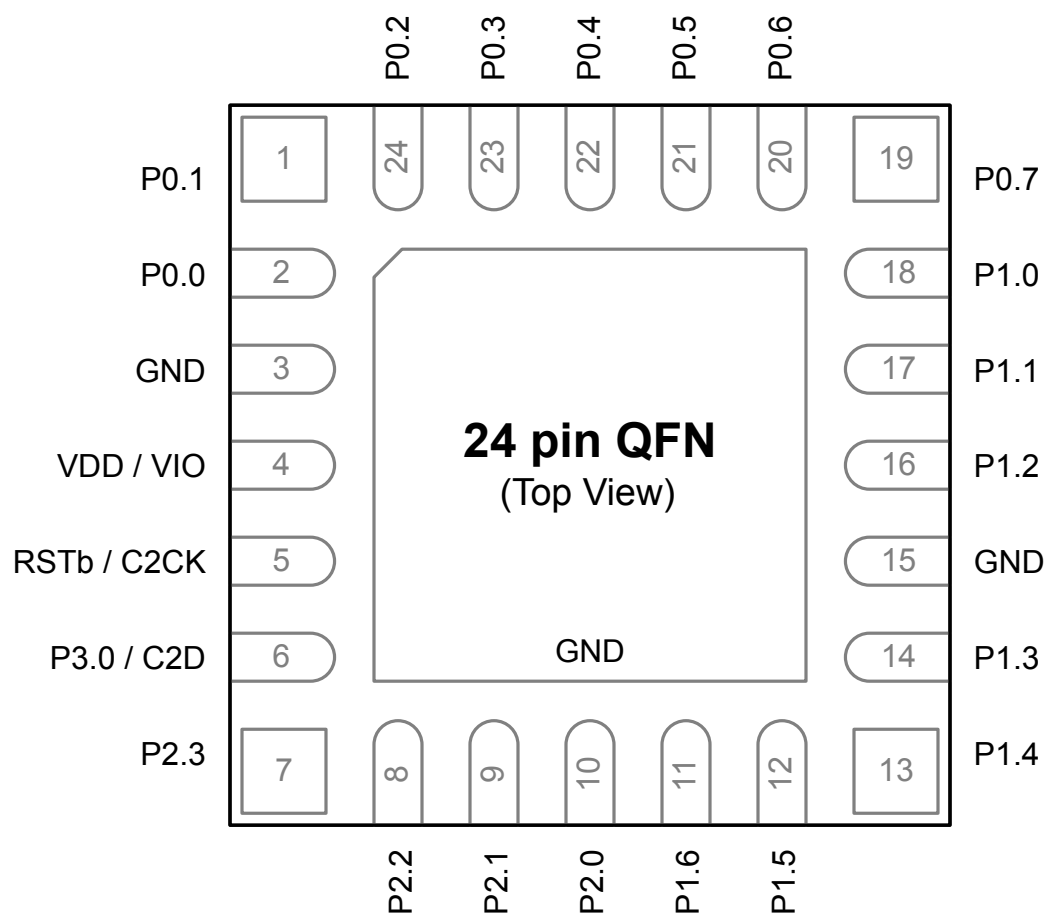 P0.2 P0.3 P0.4 P0.5 P0.6
24 23 22 21 20
P0.1 1 19 P0.7
P0.0 2 18 P1.0
GND 3 17 P1.1
24 pin QFN
VDD / VIO 4 16 P1.2
(Top View)
RSTb / C2CK 5 15 GND
P3.0 / C2D 6 GND 14 P1.3
P2.3 7 13 P1.4
8 9 10 11 12
P2.2 P2.1 P2.0 P1.6 P1.5